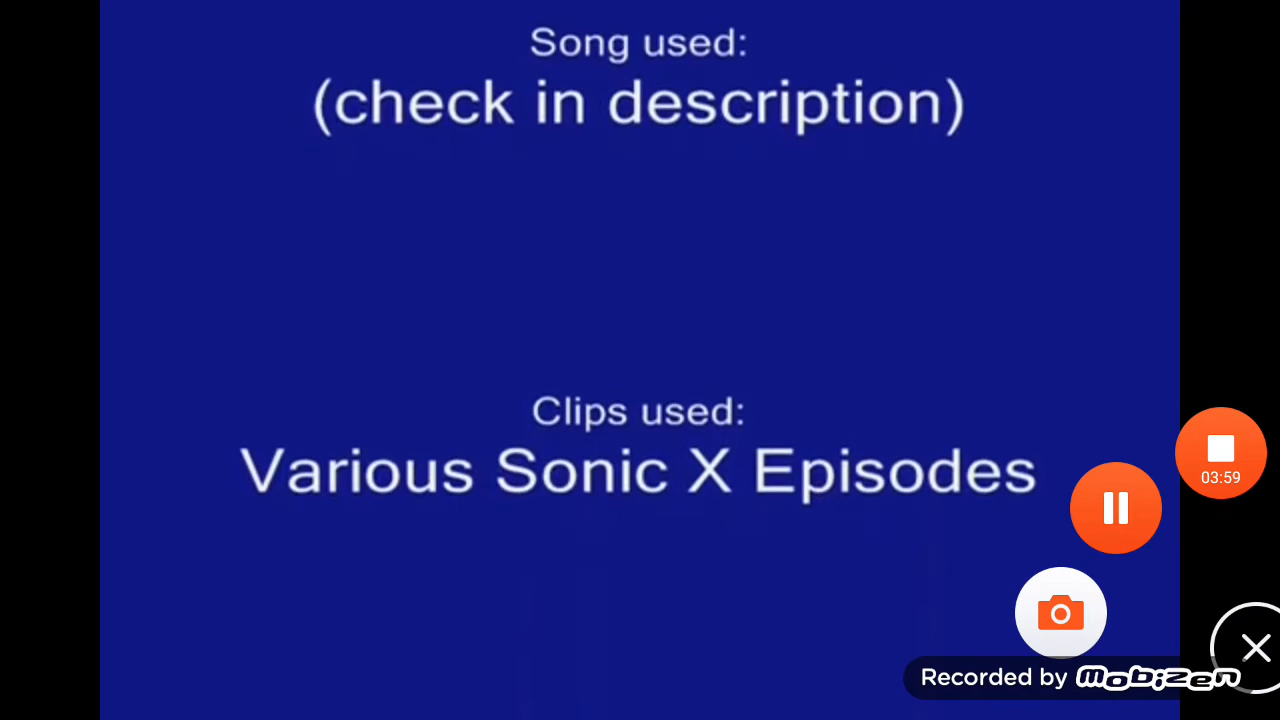 Song used:
(check in description)
Clips used:
Various Sonic X Episodes
03:59
Recorded by mobizen